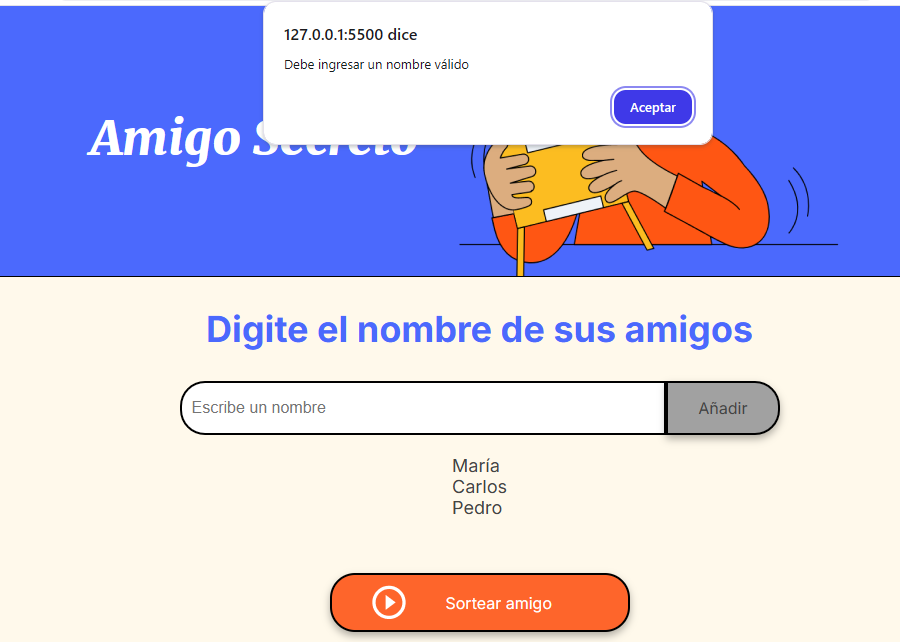 127.0.0.1:5500 dice
Debe ingresar un nombre válido
Aceptar
Amigo Secreto
Digite el nombre de sus amigos
Escribe un nombre
Añadir
María
Carlos
Pedro
Sortear amigo